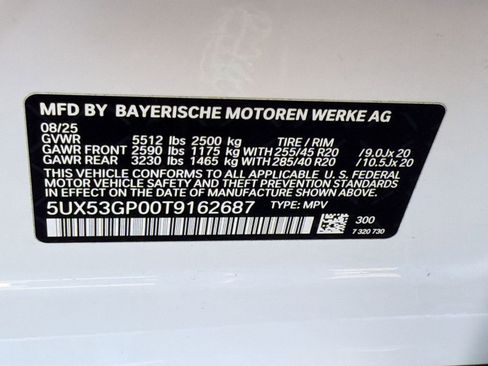 MFD BY BAYERISCHE MOTOREN WERKE AG
08/25
GVWR 5512 lbs 2500 kg TIRE / RIM
GAWR FRONT 2590 lbs 1175 kg WITH 255/45 R20 /9.0Jx 20
GAWR REAR 3230 lbs 1465 kg WITH 285/40 R20 /10.5Jx 20
THIS VEHICLE CONFORMS TO ALL APPLICABLE U. S. FEDERAL
MOTOR VEHICLE SAFETY STANDARDS IN EFFECT ON THE
DATE OF MANUFACTURE SHOWN ABOVE.
5UX53GP00T9162687 TYPE: MPV
300
7 320 730